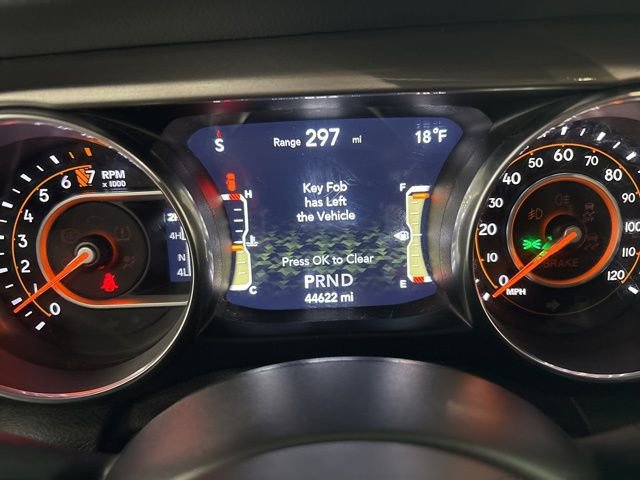 S
Range 297 mi
18°F
Key Fob
has Left
the Vehicle
Press OK to Clear
PRND
44622 mi
H
C
F
E
RPM
x 1000
0
1
2
3
4
5
6
7
4L
N
0
10
20
30
40
50
60
70
80
90
100
110
120
MPH
BRAKE